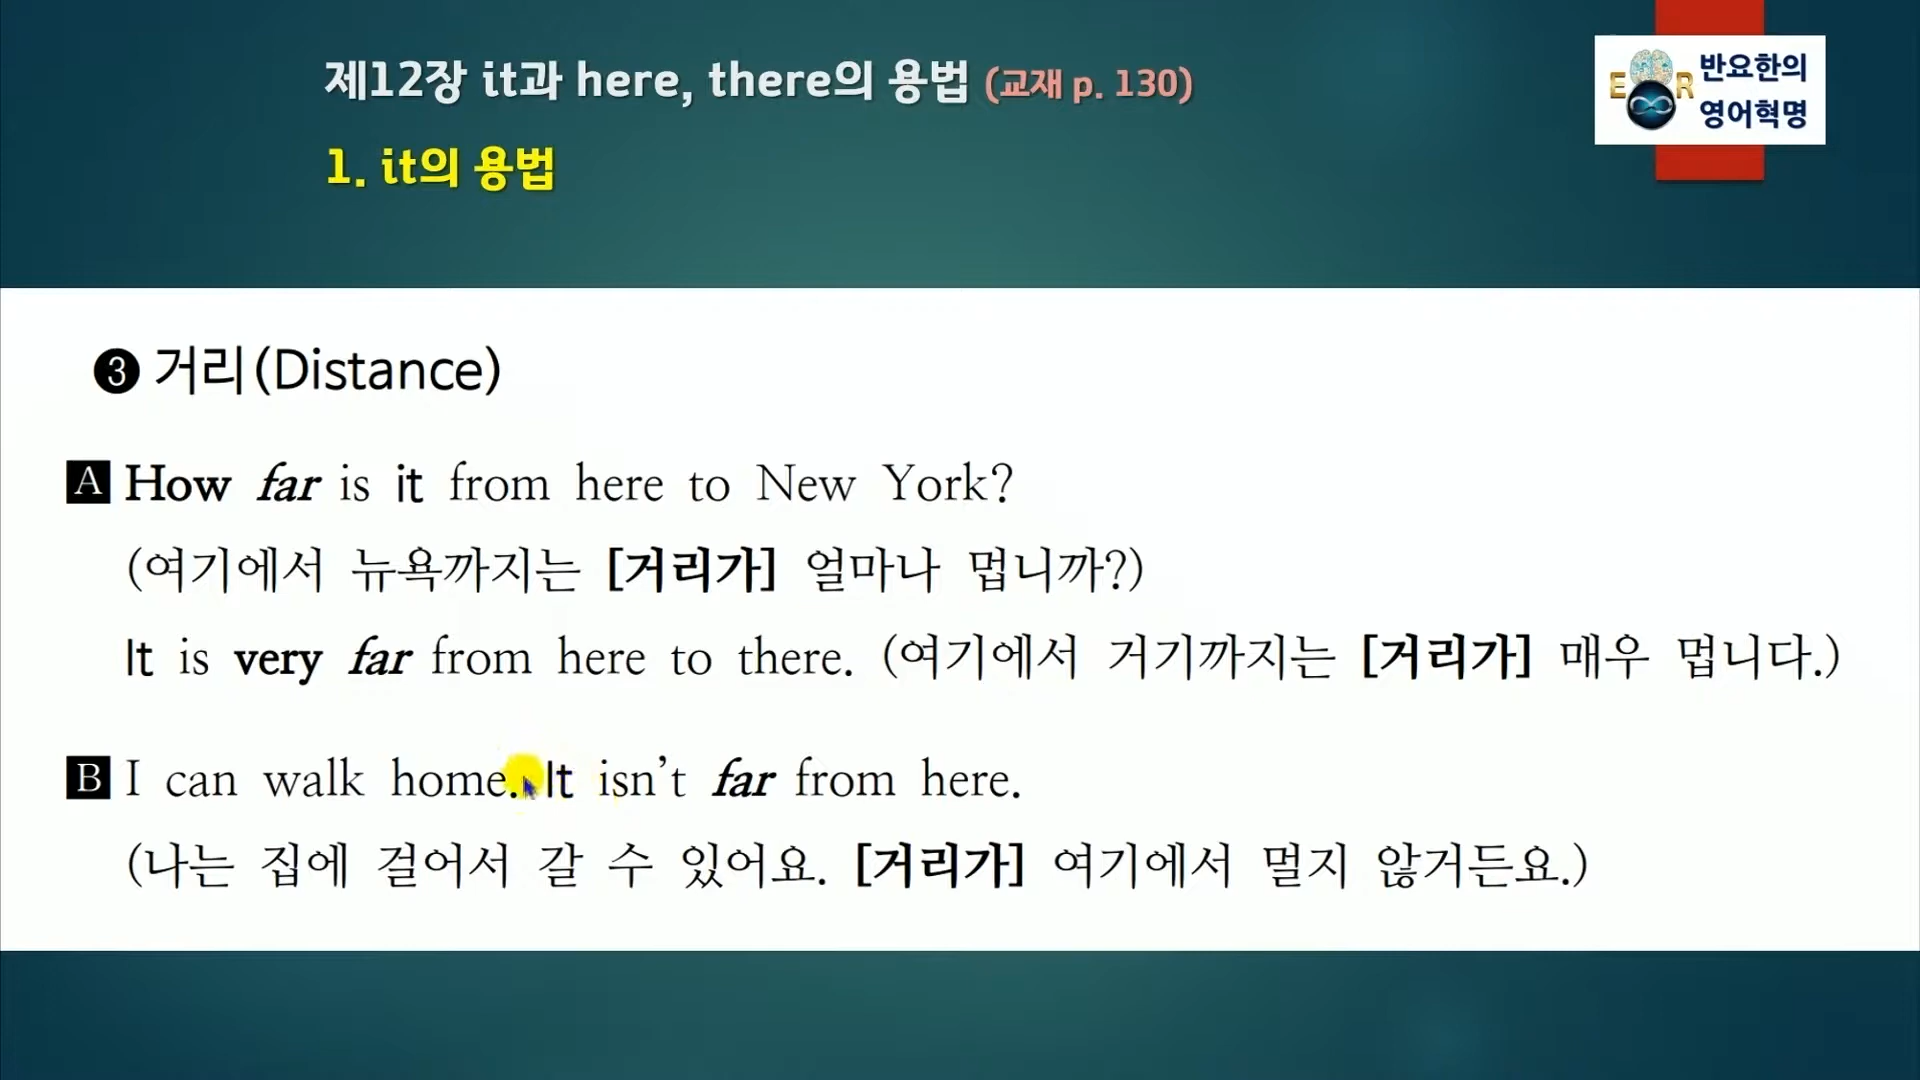 제12장 it과 here, there의 용법 (교재 p. 130)
1. it의 용법
E R 반요한의
영어혁명
❸ 거리(Distance)
A How far is it from here to New York?
(여기에서 뉴욕까지는 [거리가] 얼마나 멉니까?)
It is very far from here to there. (여기에서 거기까지는 [거리가] 매우 멉니다.)
B I can walk home. It isn't far from here.
(나는 집에 걸어서 갈 수 있어요. [거리가] 여기에서 멀지 않거든요.)